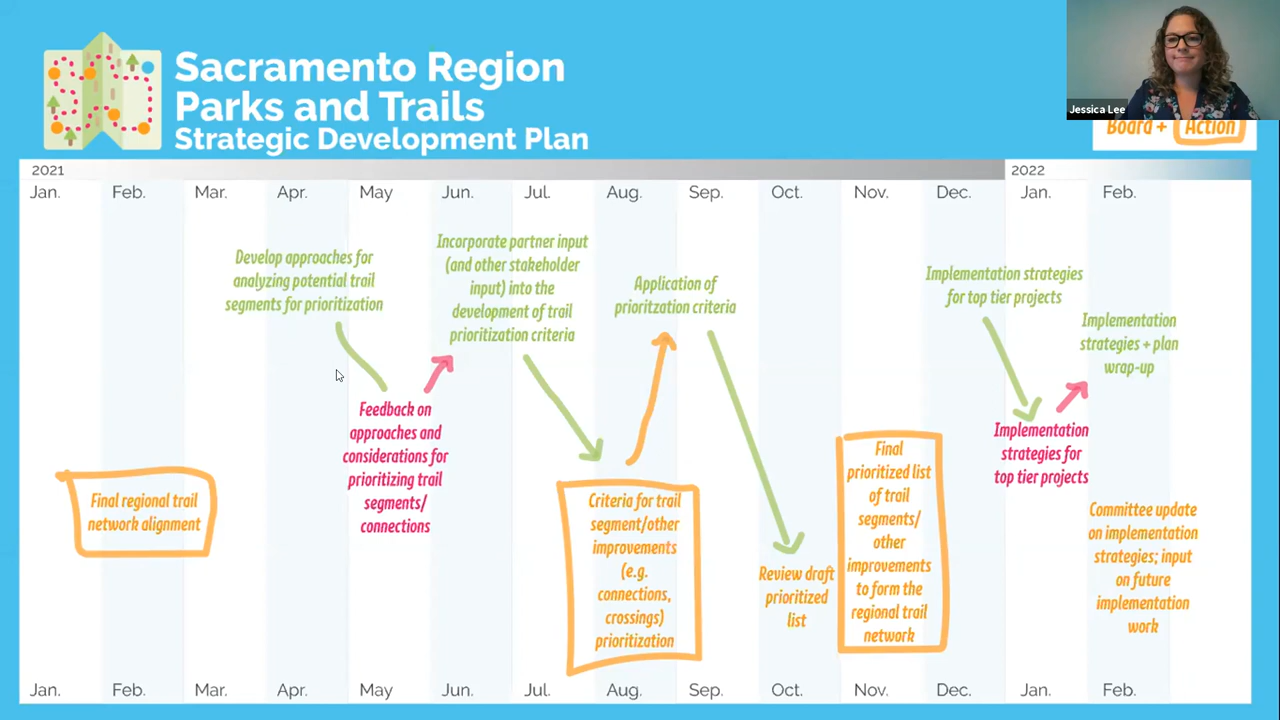 Sacramento Region
Parks and Trails
Strategic Development Plan
Jessica Lee
Board + Action
2021
2022
Jan.
Feb.
Mar.
Apr.
May
Jun.
Jul.
Aug.
Sep.
Oct.
Nov.
Dec.
Jan.
Feb.
Develop approaches for
analyzing potential trail
segments for prioritization
Incorporate partner input
(and other stakeholder
input) into the
development of trail
prioritization criteria
Application of
prioritzation criteria
Implementation strategies
for top tier projects
Implementation
strategies + plan
wrap-up
Feedback on
approaches and
considerations for
prioritizing trail
segments/
connections
Implementation
strategies for
top tier projects
Final regional trail
network alignment
Criteria for trail
segment/other
improvements
(e.g.
connections,
crossings)
prioritization
Review draft
prioritized
list
Final
prioritized list
of trail
segments/
other
improvements
to form the
regional trail
network
Committee update
on implementation
strategies; input
on future
implementation
work
Jan.
Feb.
Mar.
Apr.
May
Jun.
Jul.
Aug.
Sep.
Oct.
Nov.
Dec.
Jan.
Feb.